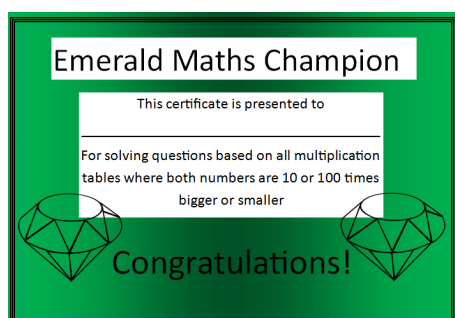 Emerald Maths Champion
This certificate is presented to
For solving questions based on all multiplication
tables where both numbers are 10 or 100 times
bigger or smaller
Congratulations!